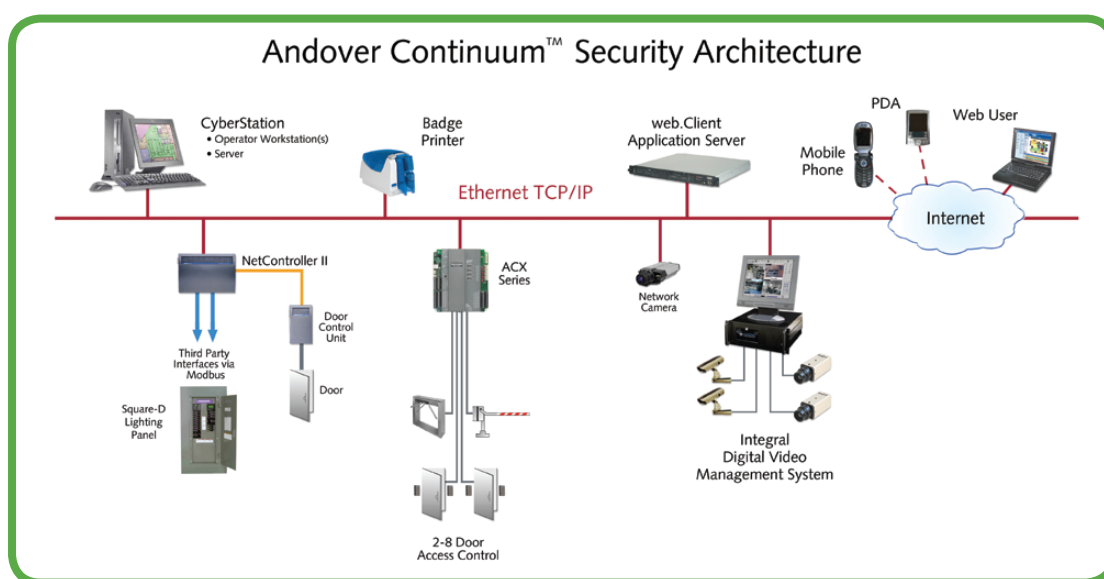 Andover Continuum™ Security Architecture
CyberStation
• Operator Workstation(s)
• Server
Badge
Printer
web.Client
Application Server
PDA
Mobile
Phone
Web User
Ethernet TCP/IP
Internet
NetController II
Door
Control
Unit
ACX
Series
Network
Camera
Third Party
Interfaces via
Modbus
Door
Square-D
Lighting
Panel
Integral
Digital Video
Management System
2-8 Door
Access Control